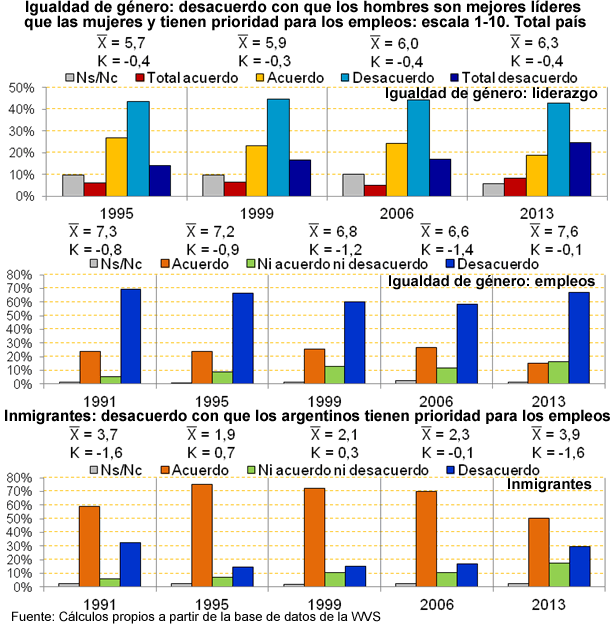 Igualdad de género: desacuerdo con que los hombres son mejores líderes
que las mujeres y tienen prioridad para los empleos: escala 1-10. Total país
X̅ = 5,7 X̅ = 5,9 X̅ = 6,0 X̅ = 6,3
K = -0,4 K = -0,3 K = -0,4 K = -0,4
Ns/Nc Total acuerdo Acuerdo Desacuerdo Total desacuerdo
50% Igualdad de género: liderazgo
40%
30%
20%
10%
0%
1995 1999 2006 2013
X̅ = 7,3 X̅ = 7,2 X̅ = 6,8 X̅ = 6,6 X̅ = 7,6
K = -0,8 K = -0,9 K = -1,2 K = -1,4 K = -0,1
Ns/Nc Acuerdo Ni acuerdo ni desacuerdo Desacuerdo
80% Igualdad de género: empleos
70%
60%
50%
40%
30%
20%
10%
0%
1991 1995 1999 2006 2013
Inmigrantes: desacuerdo con que los argentinos tienen prioridad para los empleos
X̅ = 3,7 X̅ = 1,9 X̅ = 2,1 X̅ = 2,3 X̅ = 3,9
K = -1,6 K = 0,7 K = 0,3 K = -0,1 K = -1,6
Ns/Nc Acuerdo Ni acuerdo ni desacuerdo Desacuerdo
80% Inmigrantes
70%
60%
50%
40%
30%
20%
10%
0%
1991 1995 1999 2006 2013
Fuente: Cálculos propios a partir de la base de datos de la WVS